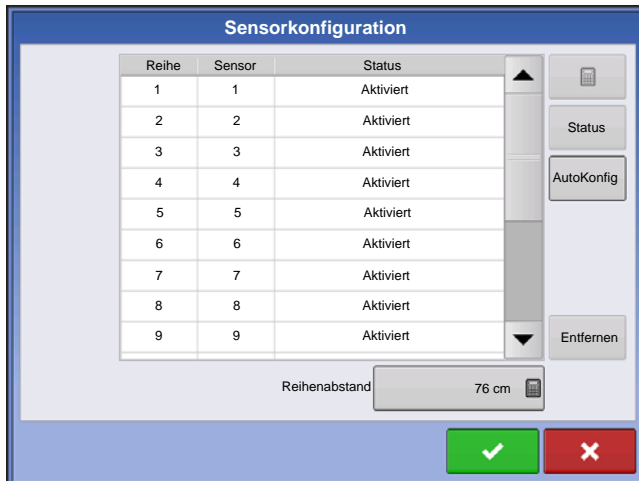 Sensorkonfiguration
Reihe Sensor Status
1 1 Aktiviert
2 2 Aktiviert
3 3 Aktiviert
4 4 Aktiviert
5 5 Aktiviert
6 6 Aktiviert
7 7 Aktiviert
8 8 Aktiviert
9 9 Aktiviert
Status
AutoKonfig
Entfernen
Reihenabstand 76 cm